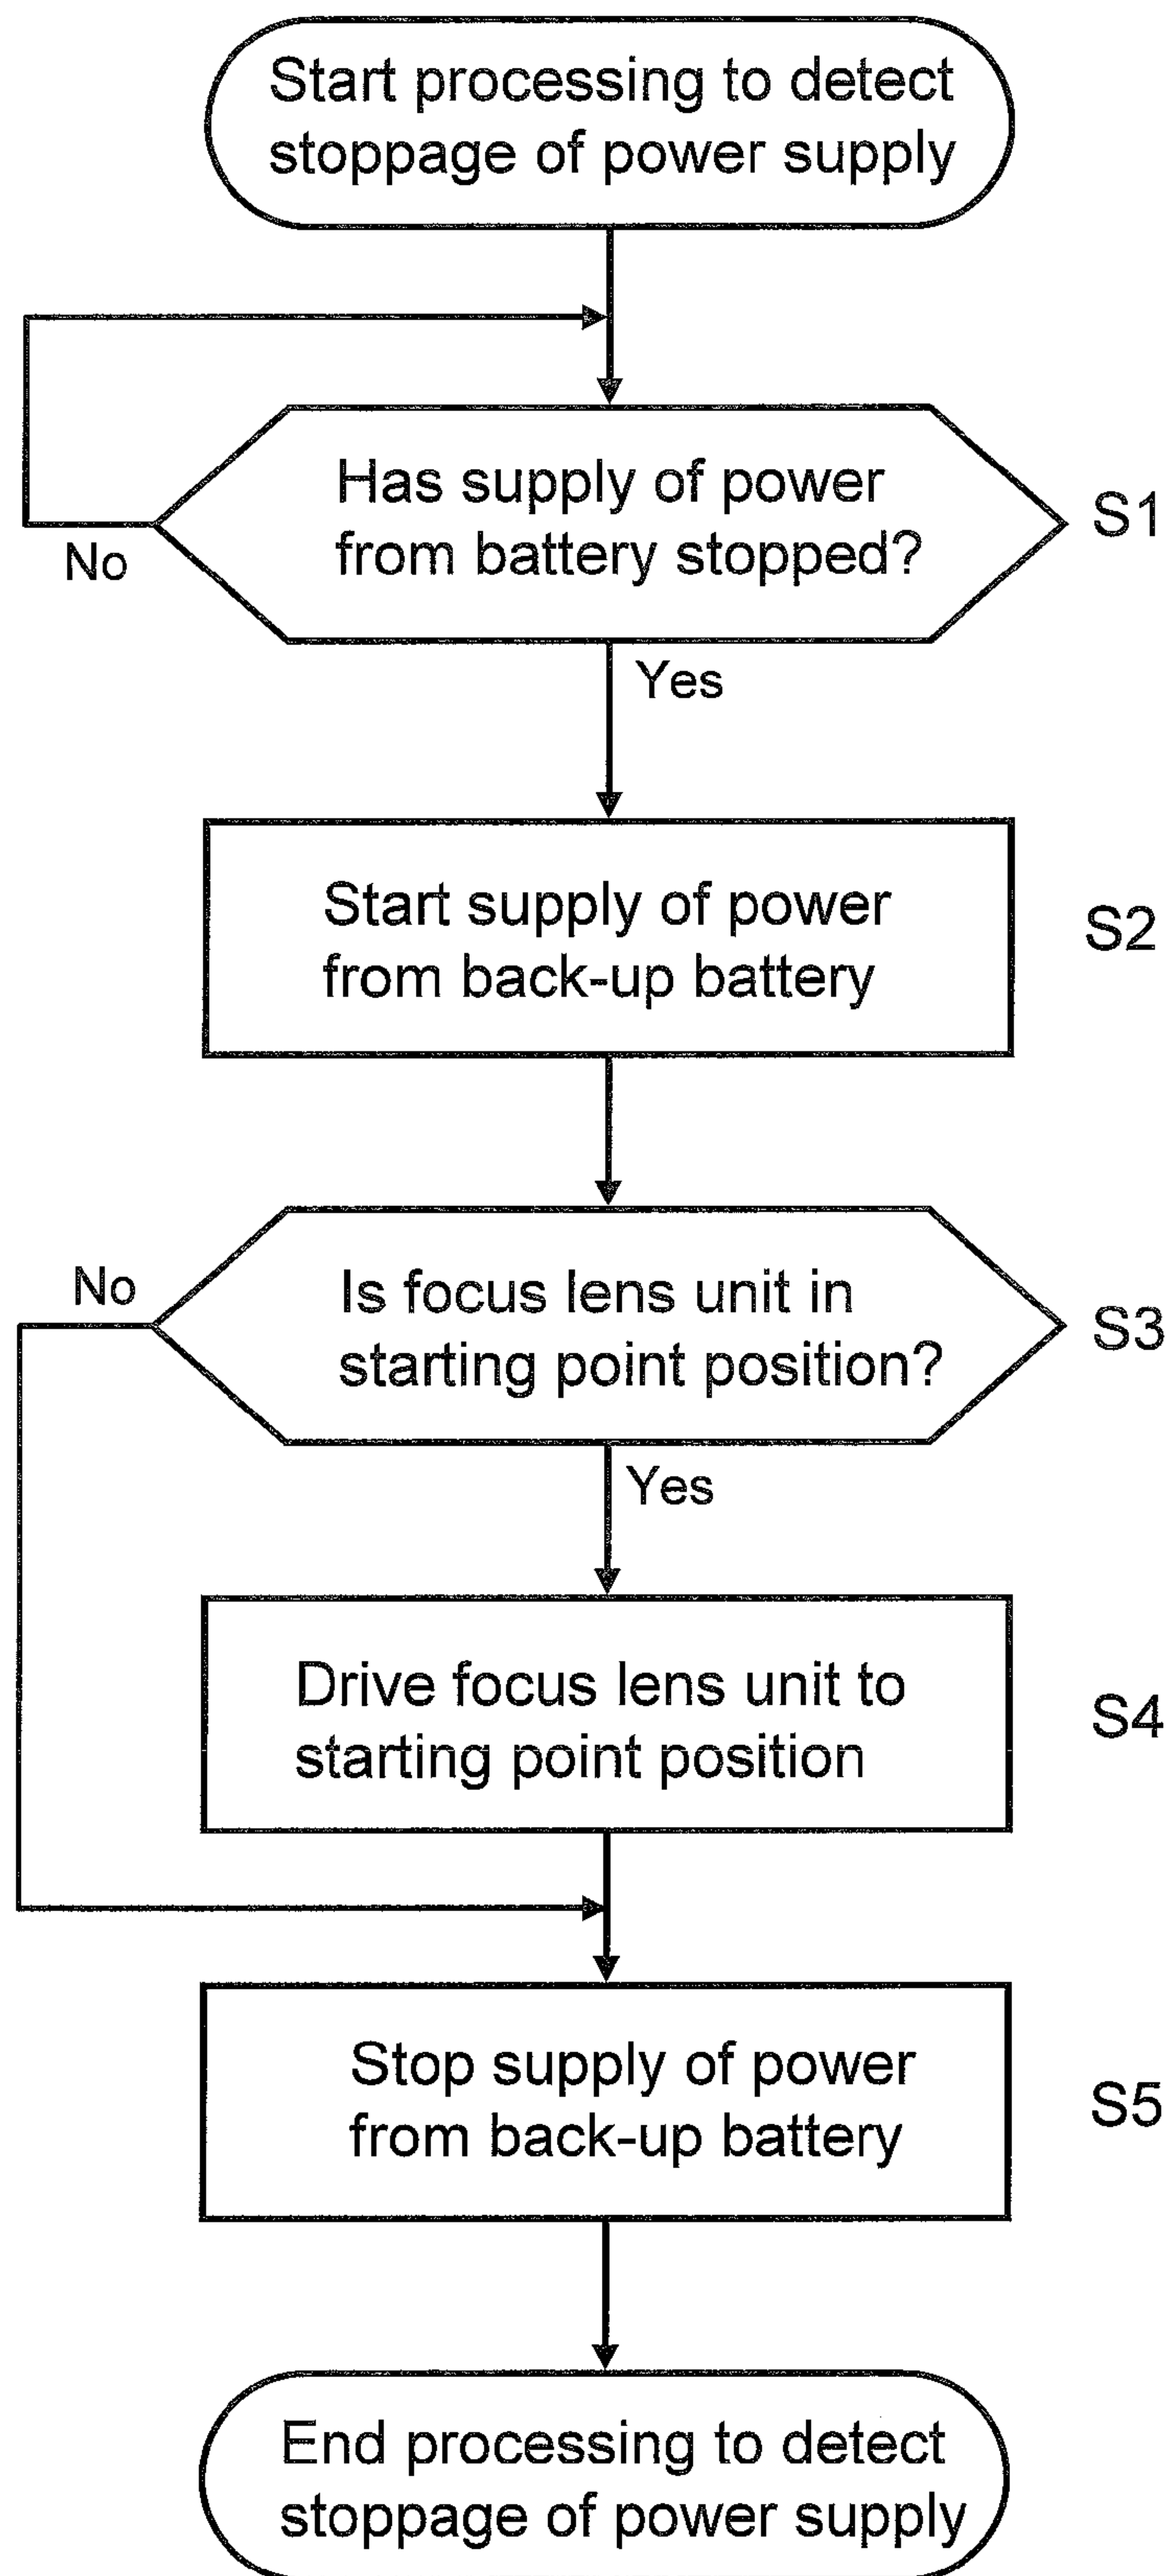 Start processing to detect
stoppage of power supply
Has supply of power
from battery stopped?
S1
No
Yes
Start supply of power
from back-up battery
S2
No
Is focus lens unit in
starting point position?
S3
Yes
Drive focus lens unit to
starting point position
S4
Stop supply of power
from back-up battery
S5
End processing to detect
stoppage of power supply